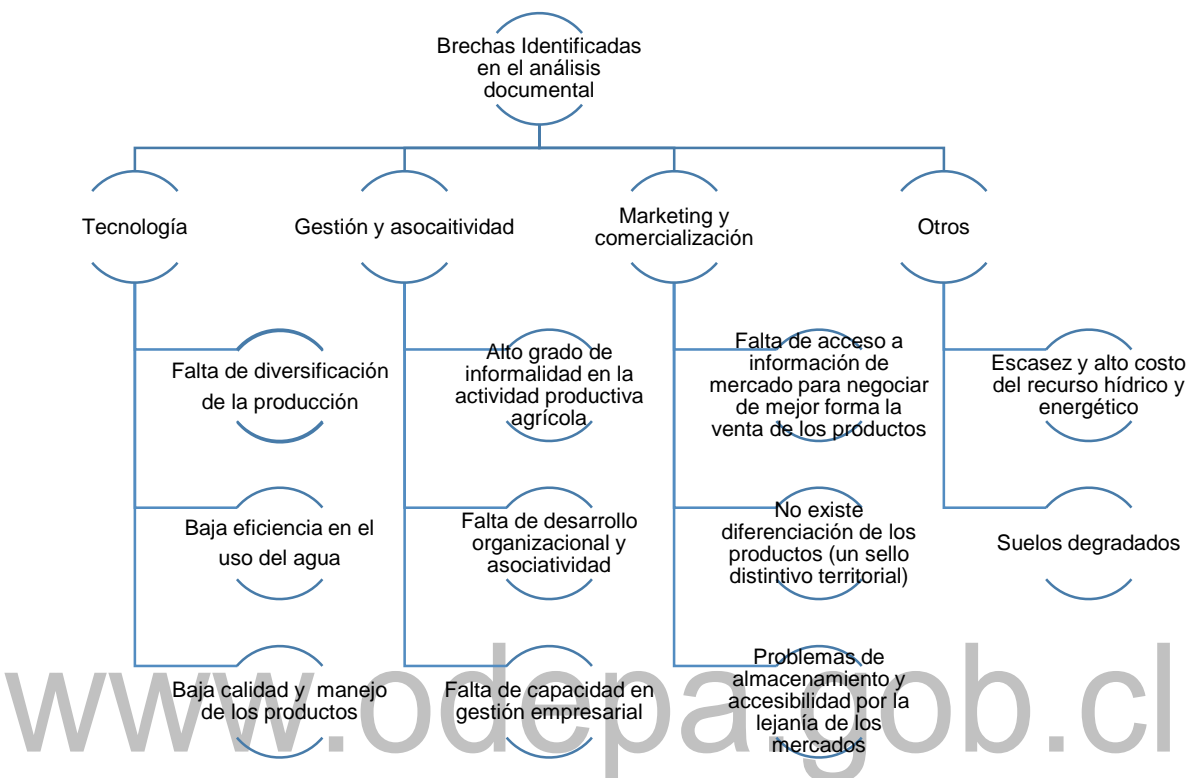 Brechas Identificadas
en el análisis
documental
Tecnología
Gestión y asocaitividad
Marketing y
comercialización
Otros
Falta de diversificación
de la producción
Alto grado de
informalidad en la
actividad productiva
agrícola
Falta de acceso a
información de
mercado para negociar
de mejor forma la
venta de los productos
Escasez y alto costo
del recurso hídrico y
energético
Baja eficiencia en el
uso del agua
Falta de desarrollo
organizacional y
asociatividad
No existe
diferenciación de los
productos (un sello
distintivo territorial)
Suelos degradados
Baja calidad y manejo
de los productos
Falta de capacidad en
gestión empresarial
Problemas de
almacenamiento y
accesibilidad por la
lejanía de los
mercados
www.odepa.gob.cl